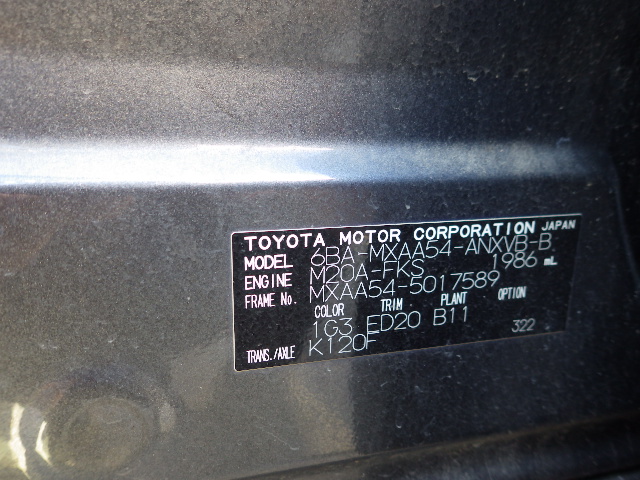 TOYOTA MOTOR CORPORATION JAPAN
MODEL 6BA-MXAA54-ANXVB-B
ENGINE M20A-FKS 1986 mL
FRAME No. MXAA54-5017589
COLOR TRIM PLANT OPTION
1G3 ED20 B11 322
TRANS./AXLE K120F